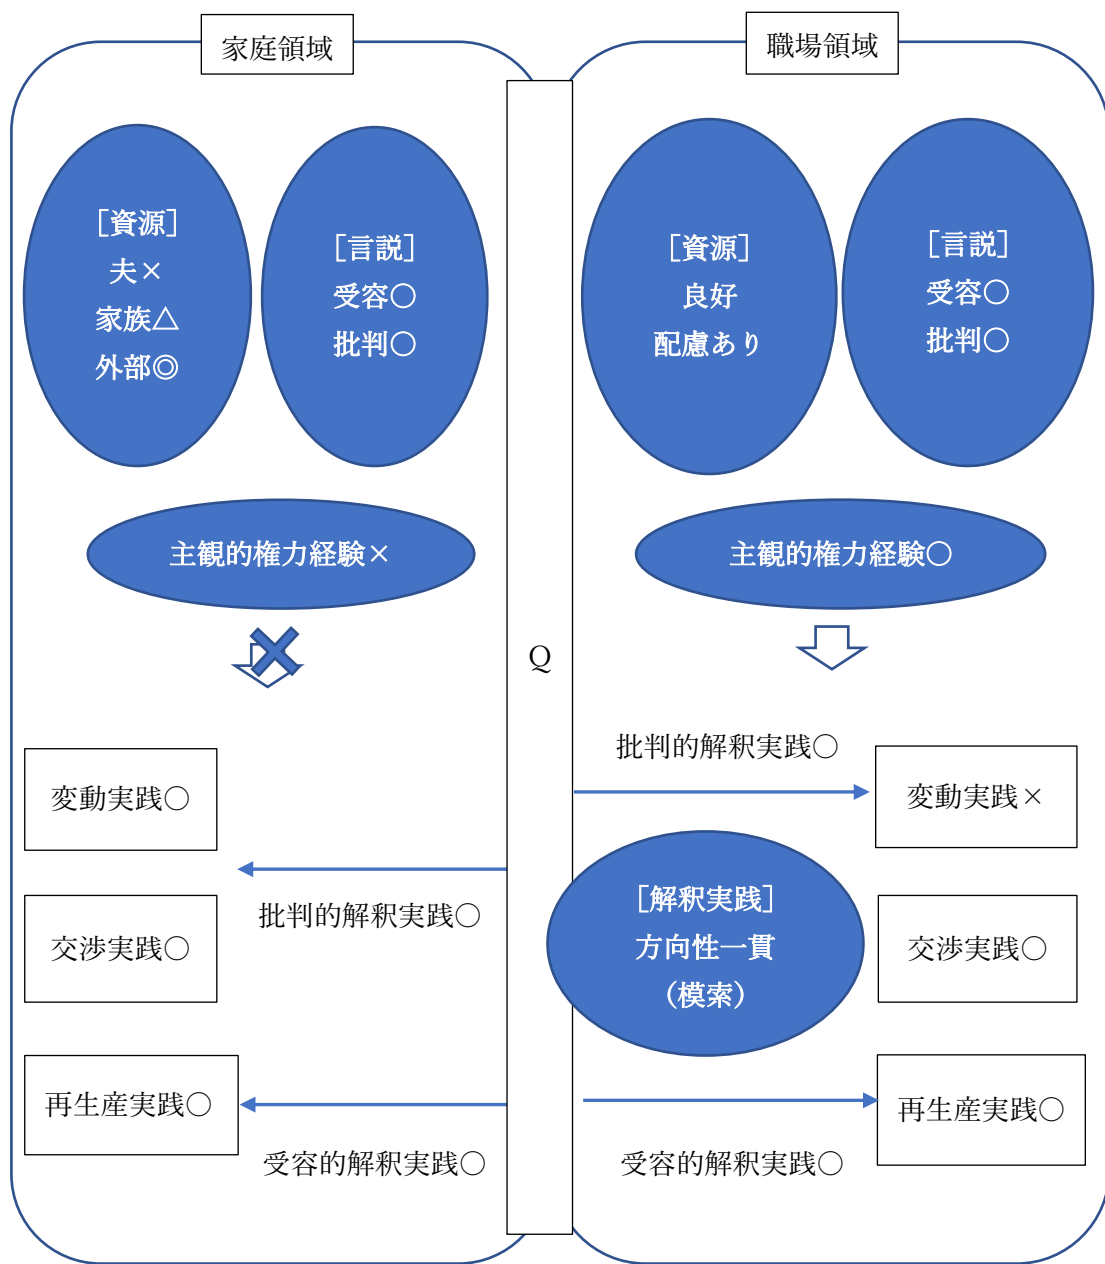 家庭領域
［資源］
夫×
家族△
外部◎
［言説］
受容○
批判○
主観的権力経験×
変動実践○
批判的解釈実践○
交渉実践○
再生産実践○
受容的解釈実践○
Q
職場領域
［資源］
良好
配慮あり
［言説］
受容○
批判○
主観的権力経験○
批判的解釈実践○
変動実践×
［解釈実践］
方向性一貫
（模索）
交渉実践○
再生産実践○
受容的解釈実践○